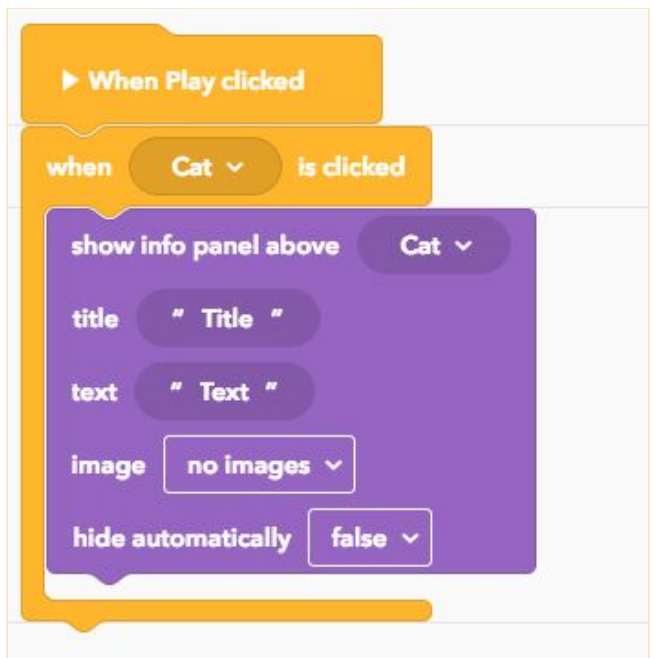 When Play clicked
when Cat is clicked
show info panel above Cat
title " Title "
text " Text "
image no images
hide automatically false